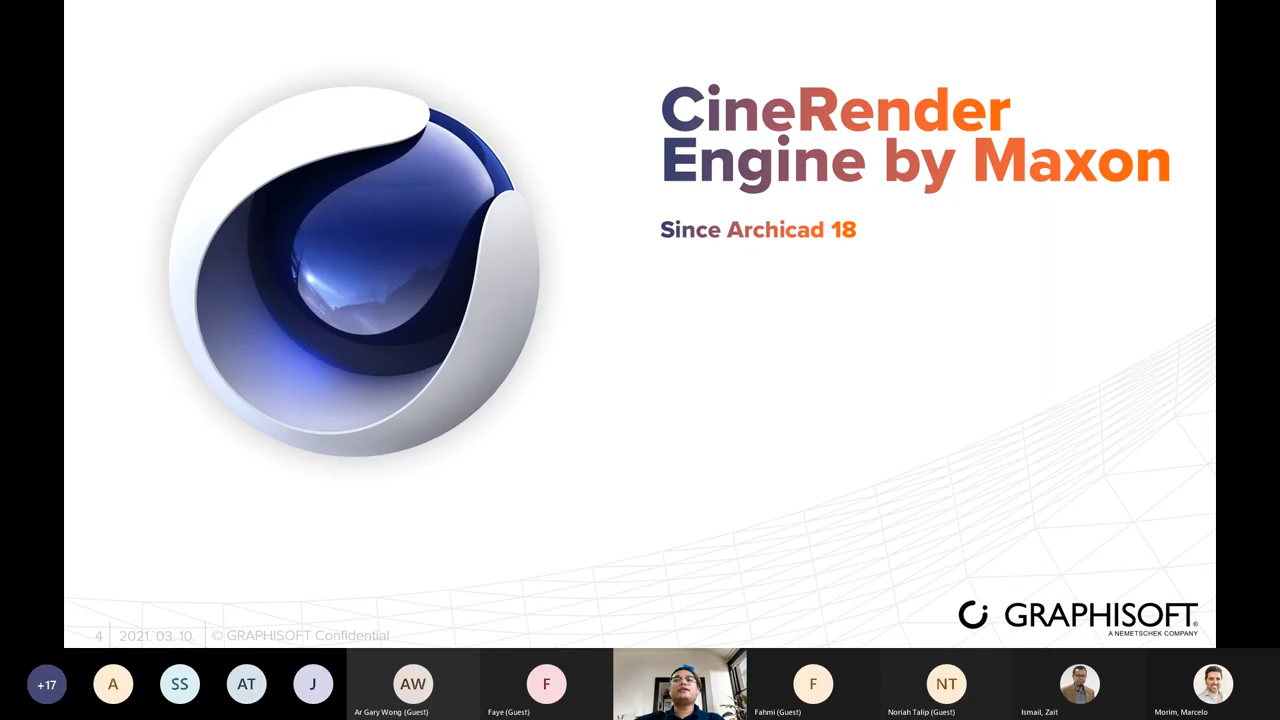 CineRender
Engine by Maxon
Since Archicad 18
GRAPHISOFT®
A NEMETSCHEK COMPANY
4 2021. 03. 10. © GRAPHISOFT Confidential
+17 A SS AT J AW F F NT
Ar Gary Wong (Guest) Faye (Guest) Fahmi (Guest) Noriah Talip (Guest) Ismail, Zait Morim, Marcelo